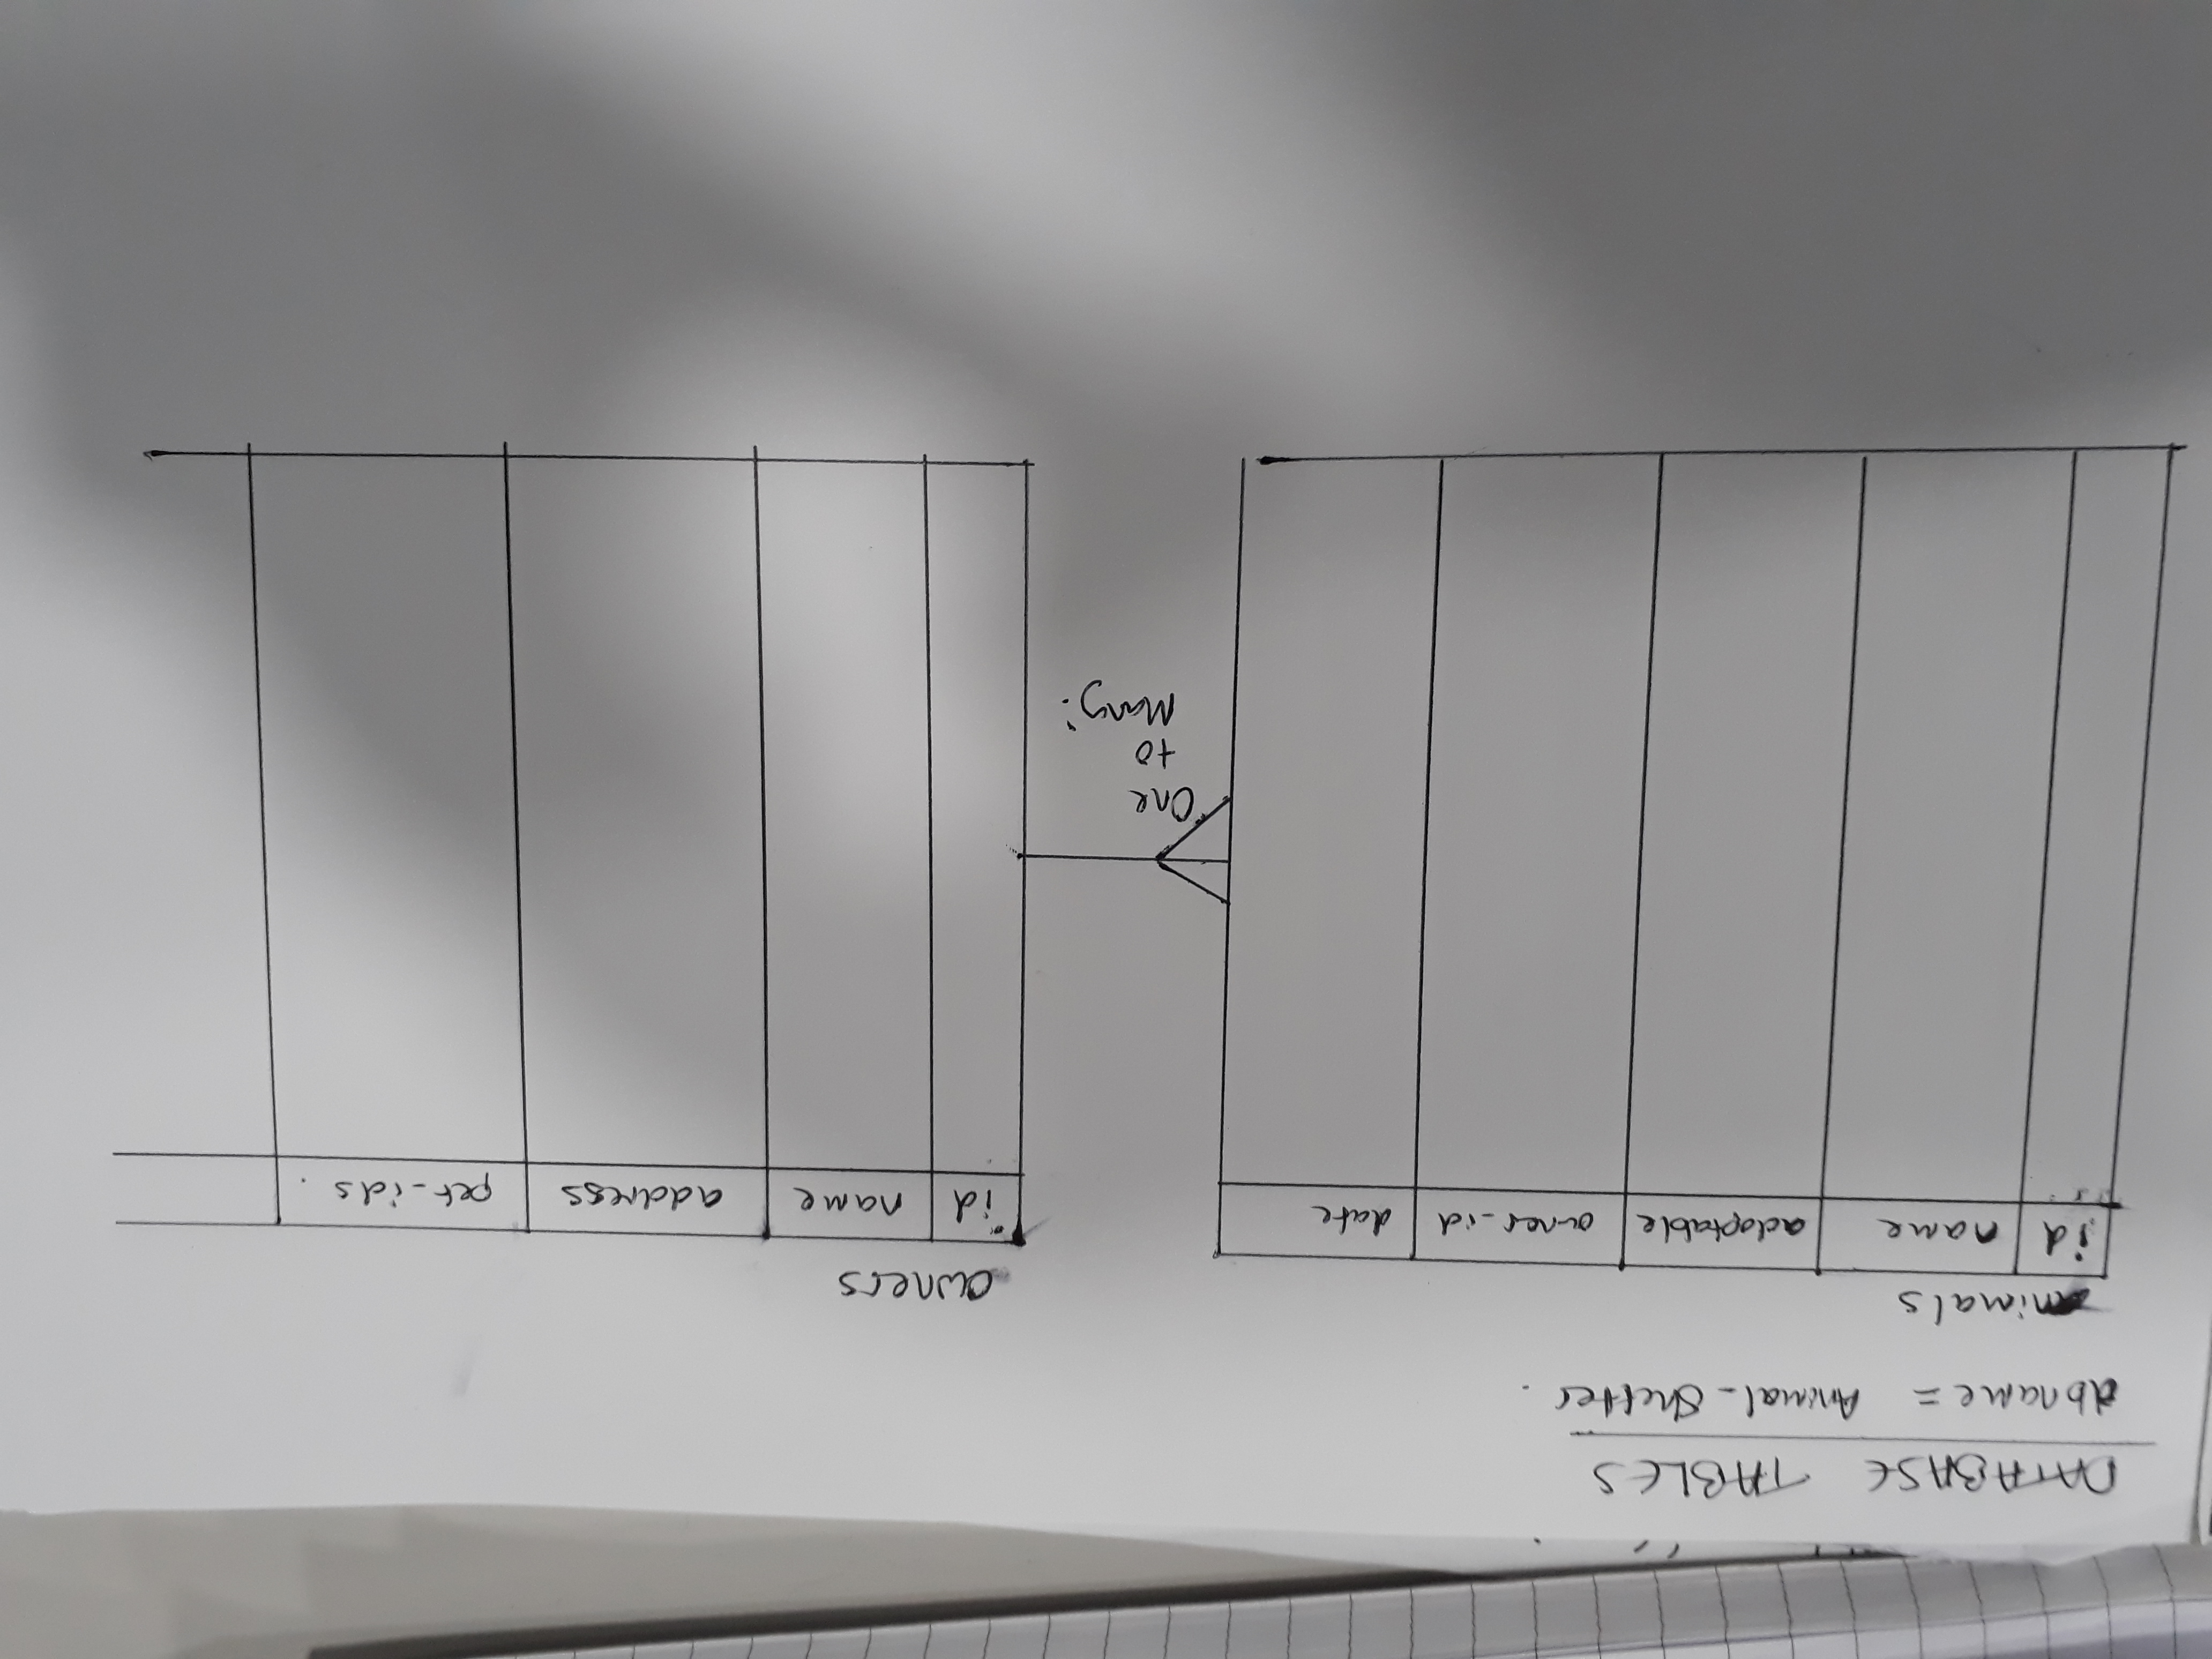 DATABASE TABLES
dbname = Animal_Shelter.
animals
id name adoptable owner_id date
owners
id name address pet_ids.
One
to
Many: